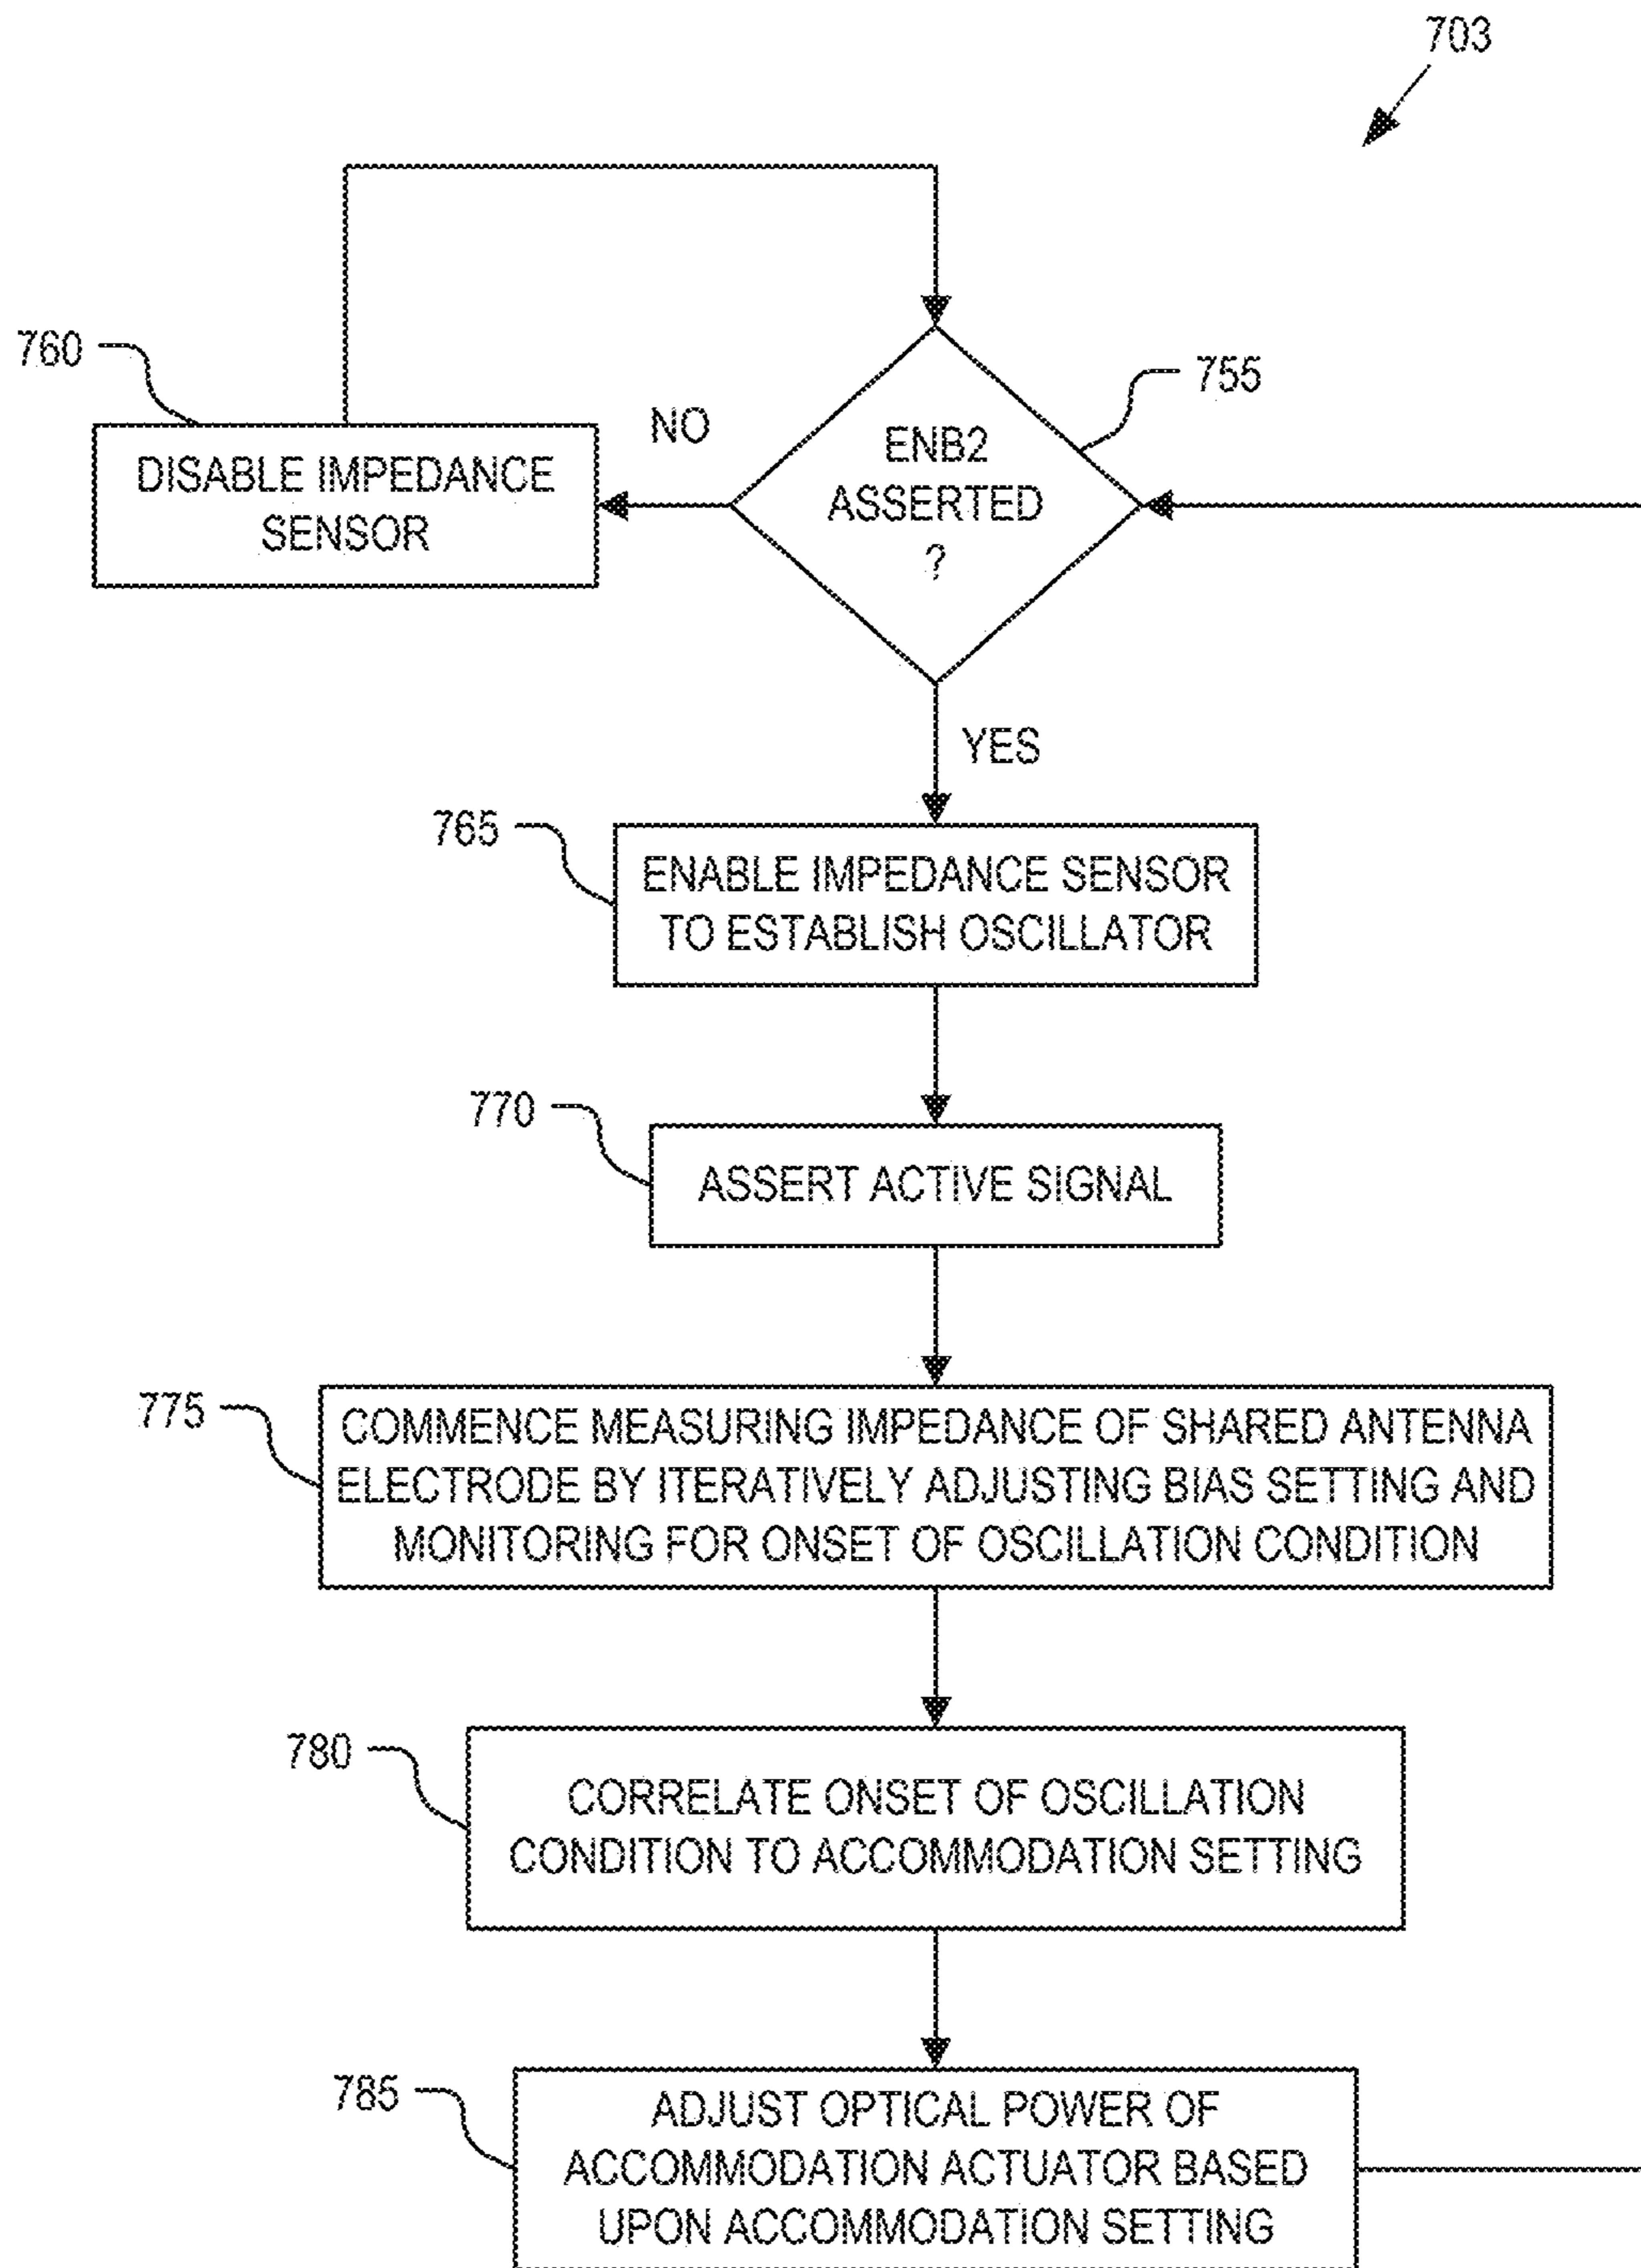 703
760
755
NO
ENB2
ASSERTED
?
DISABLE IMPEDANCE
SENSOR
YES
765
ENABLE IMPEDANCE SENSOR
TO ESTABLISH OSCILLATOR
770
ASSERT ACTIVE SIGNAL
775
COMMENCE MEASURING IMPEDANCE OF SHARED ANTENNA
ELECTRODE BY ITERATIVELY ADJUSTING BIAS SETTING AND
MONITORING FOR ONSET OF OSCILLATION CONDITION
780
CORRELATE ONSET OF OSCILLATION
CONDITION TO ACCOMMODATION SETTING
785
ADJUST OPTICAL POWER OF
ACCOMMODATION ACTUATOR BASED
UPON ACCOMMODATION SETTING